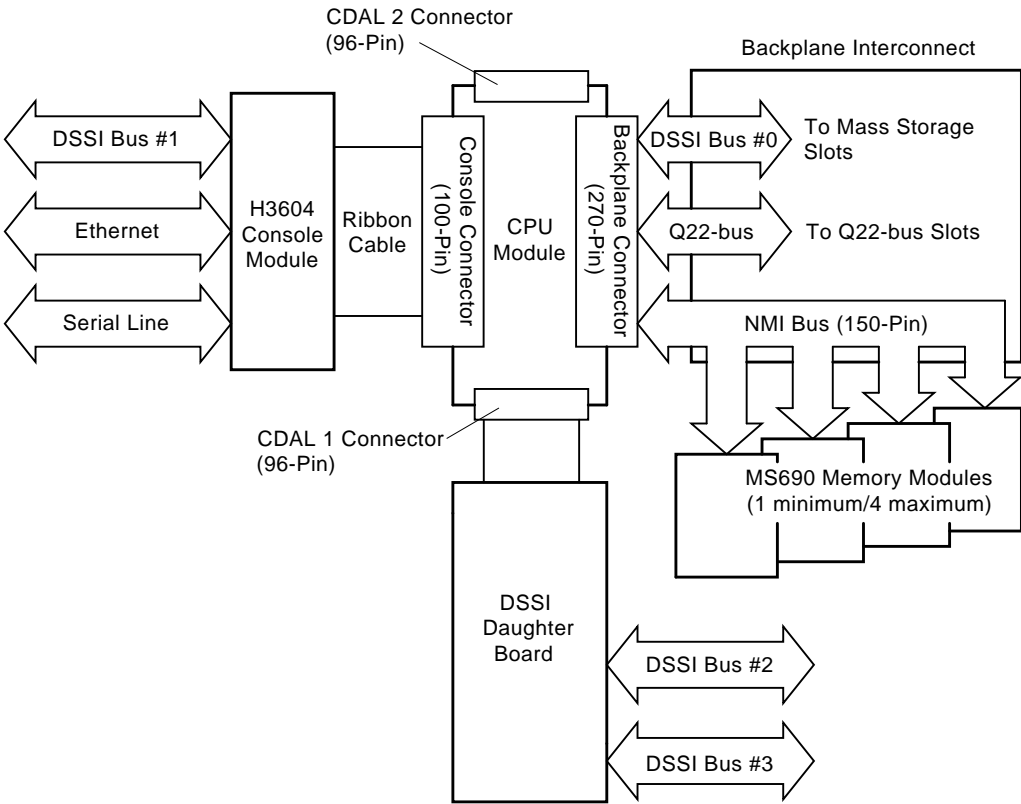 CDAL 2 Connector
(96-Pin)
Backplane Interconnect
DSSI Bus #1
Ethernet
Serial Line
H3604
Console
Module
Ribbon
Cable
Console Connector
(100-Pin)
CPU
Module
Backplane Connector
(270-Pin)
DSSI Bus #0
To Mass Storage
Slots
Q22-bus
To Q22-bus Slots
NMI Bus (150-Pin)
CDAL 1 Connector
(96-Pin)
MS690 Memory Modules
(1 minimum/4 maximum)
DSSI
Daughter
Board
DSSI Bus #2
DSSI Bus #3